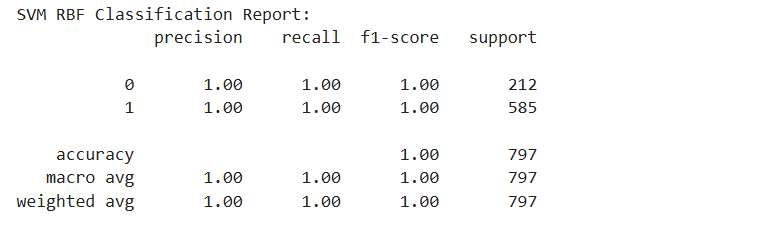 SVM RBF Classification Report:
precision recall f1-score support
0 1.00 1.00 1.00 212
1 1.00 1.00 1.00 585
accuracy 1.00 797
macro avg 1.00 1.00 1.00 797
weighted avg 1.00 1.00 1.00 797